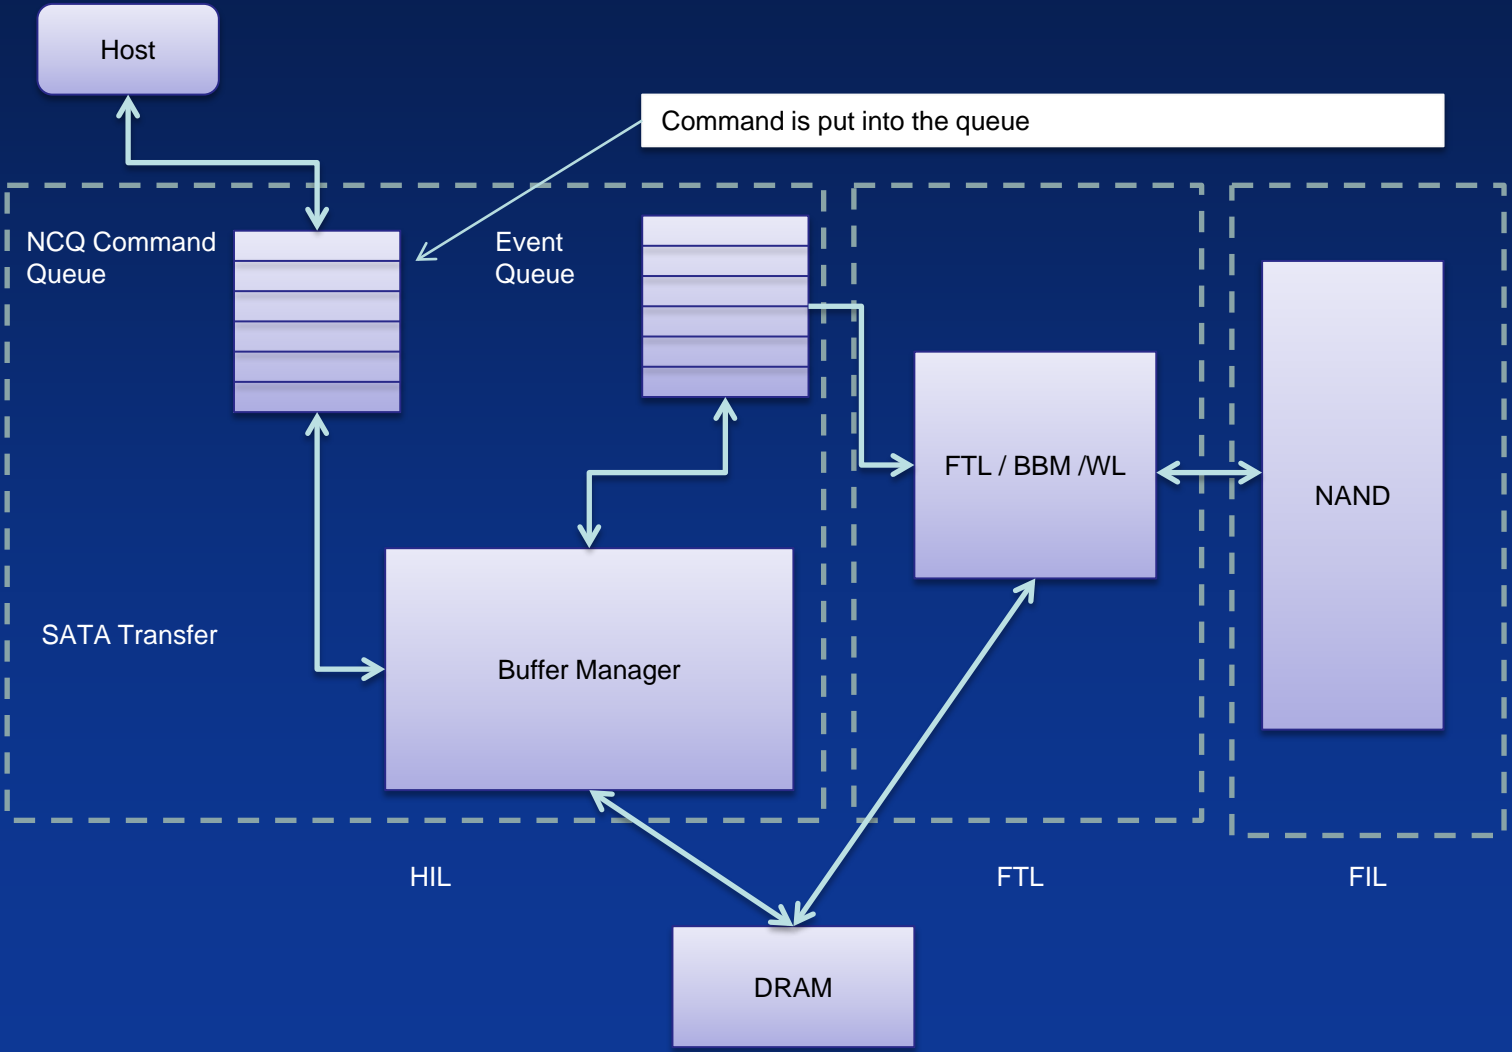 Host
Command is put into the queue
NCQ Command
Queue
Event
Queue
FTL / BBM /WL
NAND
SATA Transfer
Buffer Manager
HIL
FTL
FIL
DRAM